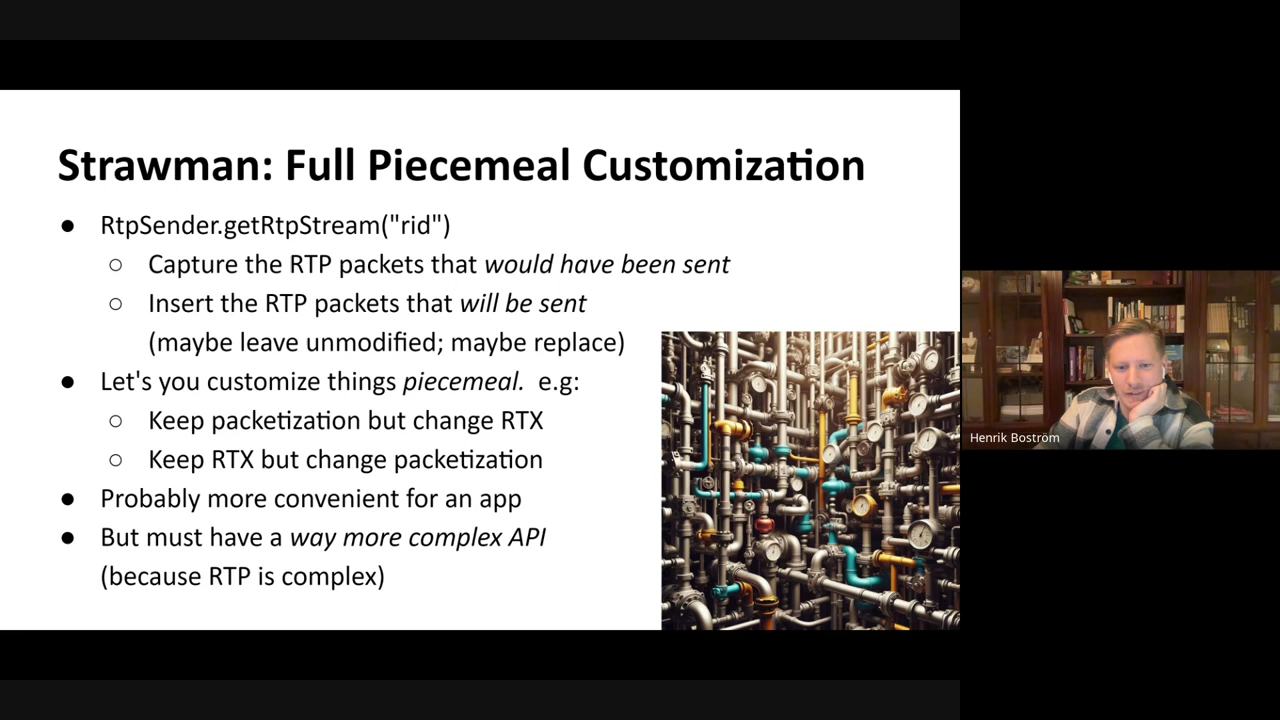 Strawman: Full Piecemeal Customization
● RtpSender.getRtpStream("rid")
○ Capture the RTP packets that would have been sent
○ Insert the RTP packets that will be sent
(maybe leave unmodified; maybe replace)
● Let's you customize things piecemeal. e.g:
○ Keep packetization but change RTX
○ Keep RTX but change packetization
● Probably more convenient for an app
● But must have a way more complex API
(because RTP is complex)
Henrik Boström